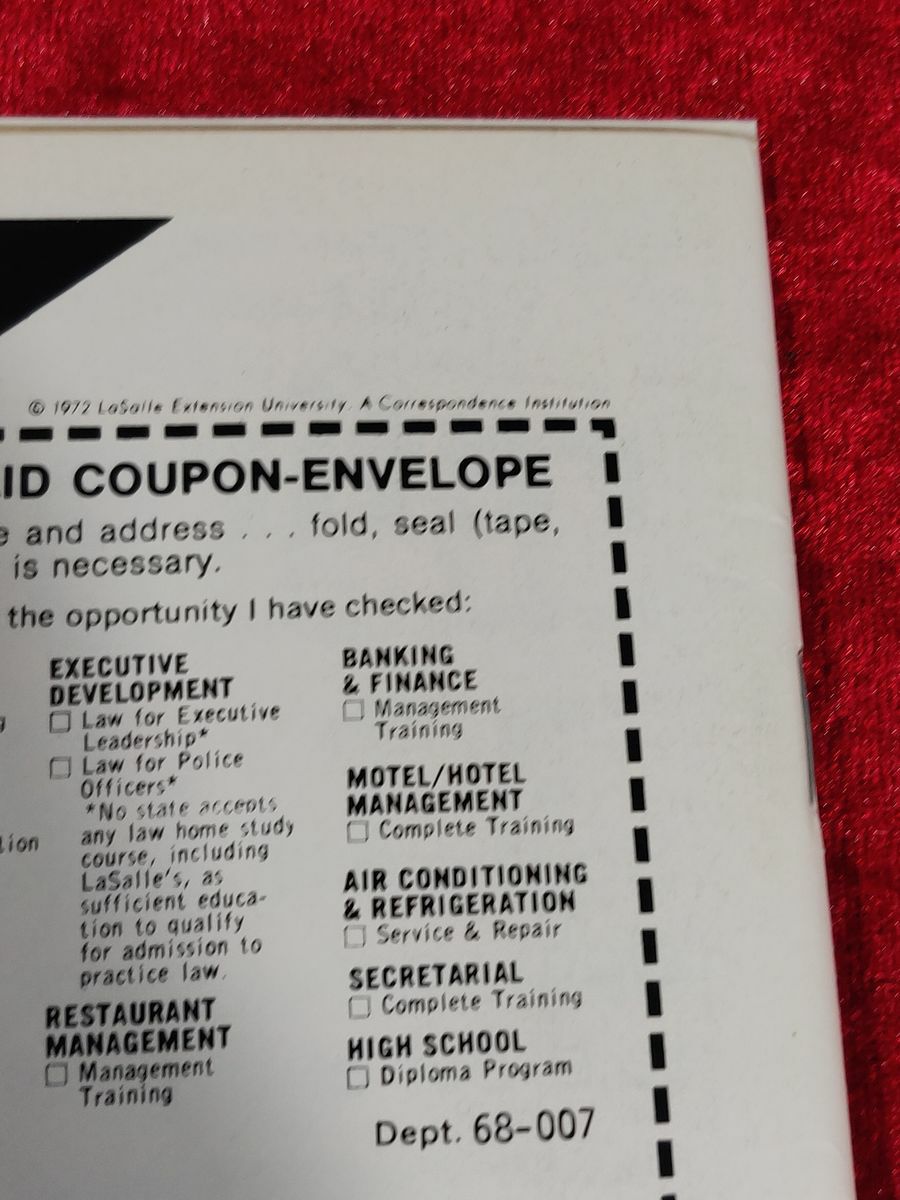 © 1972 LaSalle Extension University. A Correspondence Institution
ID COUPON-ENVELOPE
and address . . . fold, seal (tape,
is necessary.
the opportunity I have checked:
EXECUTIVE
DEVELOPMENT
Law for Executive
Leadership*
Law for Police
Officers*
*No state accepts
any law home study
course, including
LaSalle's, as
sufficient educa-
tion to qualify
for admission to
practice law.
RESTAURANT
MANAGEMENT
Management
Training
BANKING
& FINANCE
Management
Training
MOTEL/HOTEL
MANAGEMENT
Complete Training
AIR CONDITIONING
& REFRIGERATION
Service & Repair
SECRETARIAL
Complete Training
HIGH SCHOOL
Diploma Program
Dept. 68-007